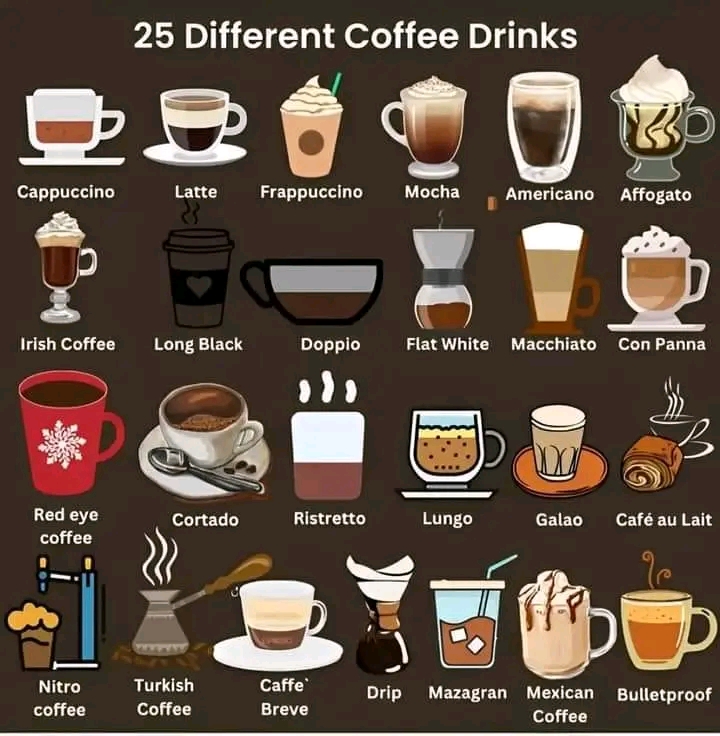 25 Different Coffee Drinks
Cappuccino
Latte
Frappuccino
Mocha
Americano
Affogato
Irish Coffee
Long Black
Doppio
Flat White
Macchiato
Con Panna
Red eye
coffee
Cortado
Ristretto
Lungo
Galao
Café au Lait
Nitro
coffee
Turkish
Coffee
Caffe`
Breve
Drip
Mazagran
Mexican
Coffee
Bulletproof